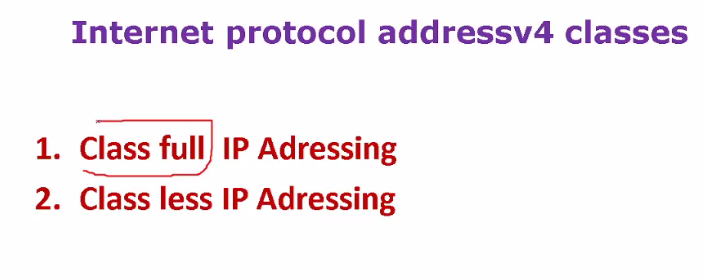 Internet protocol addressv4 classes
1. Class full IP Adressing
2. Class less IP Adressing